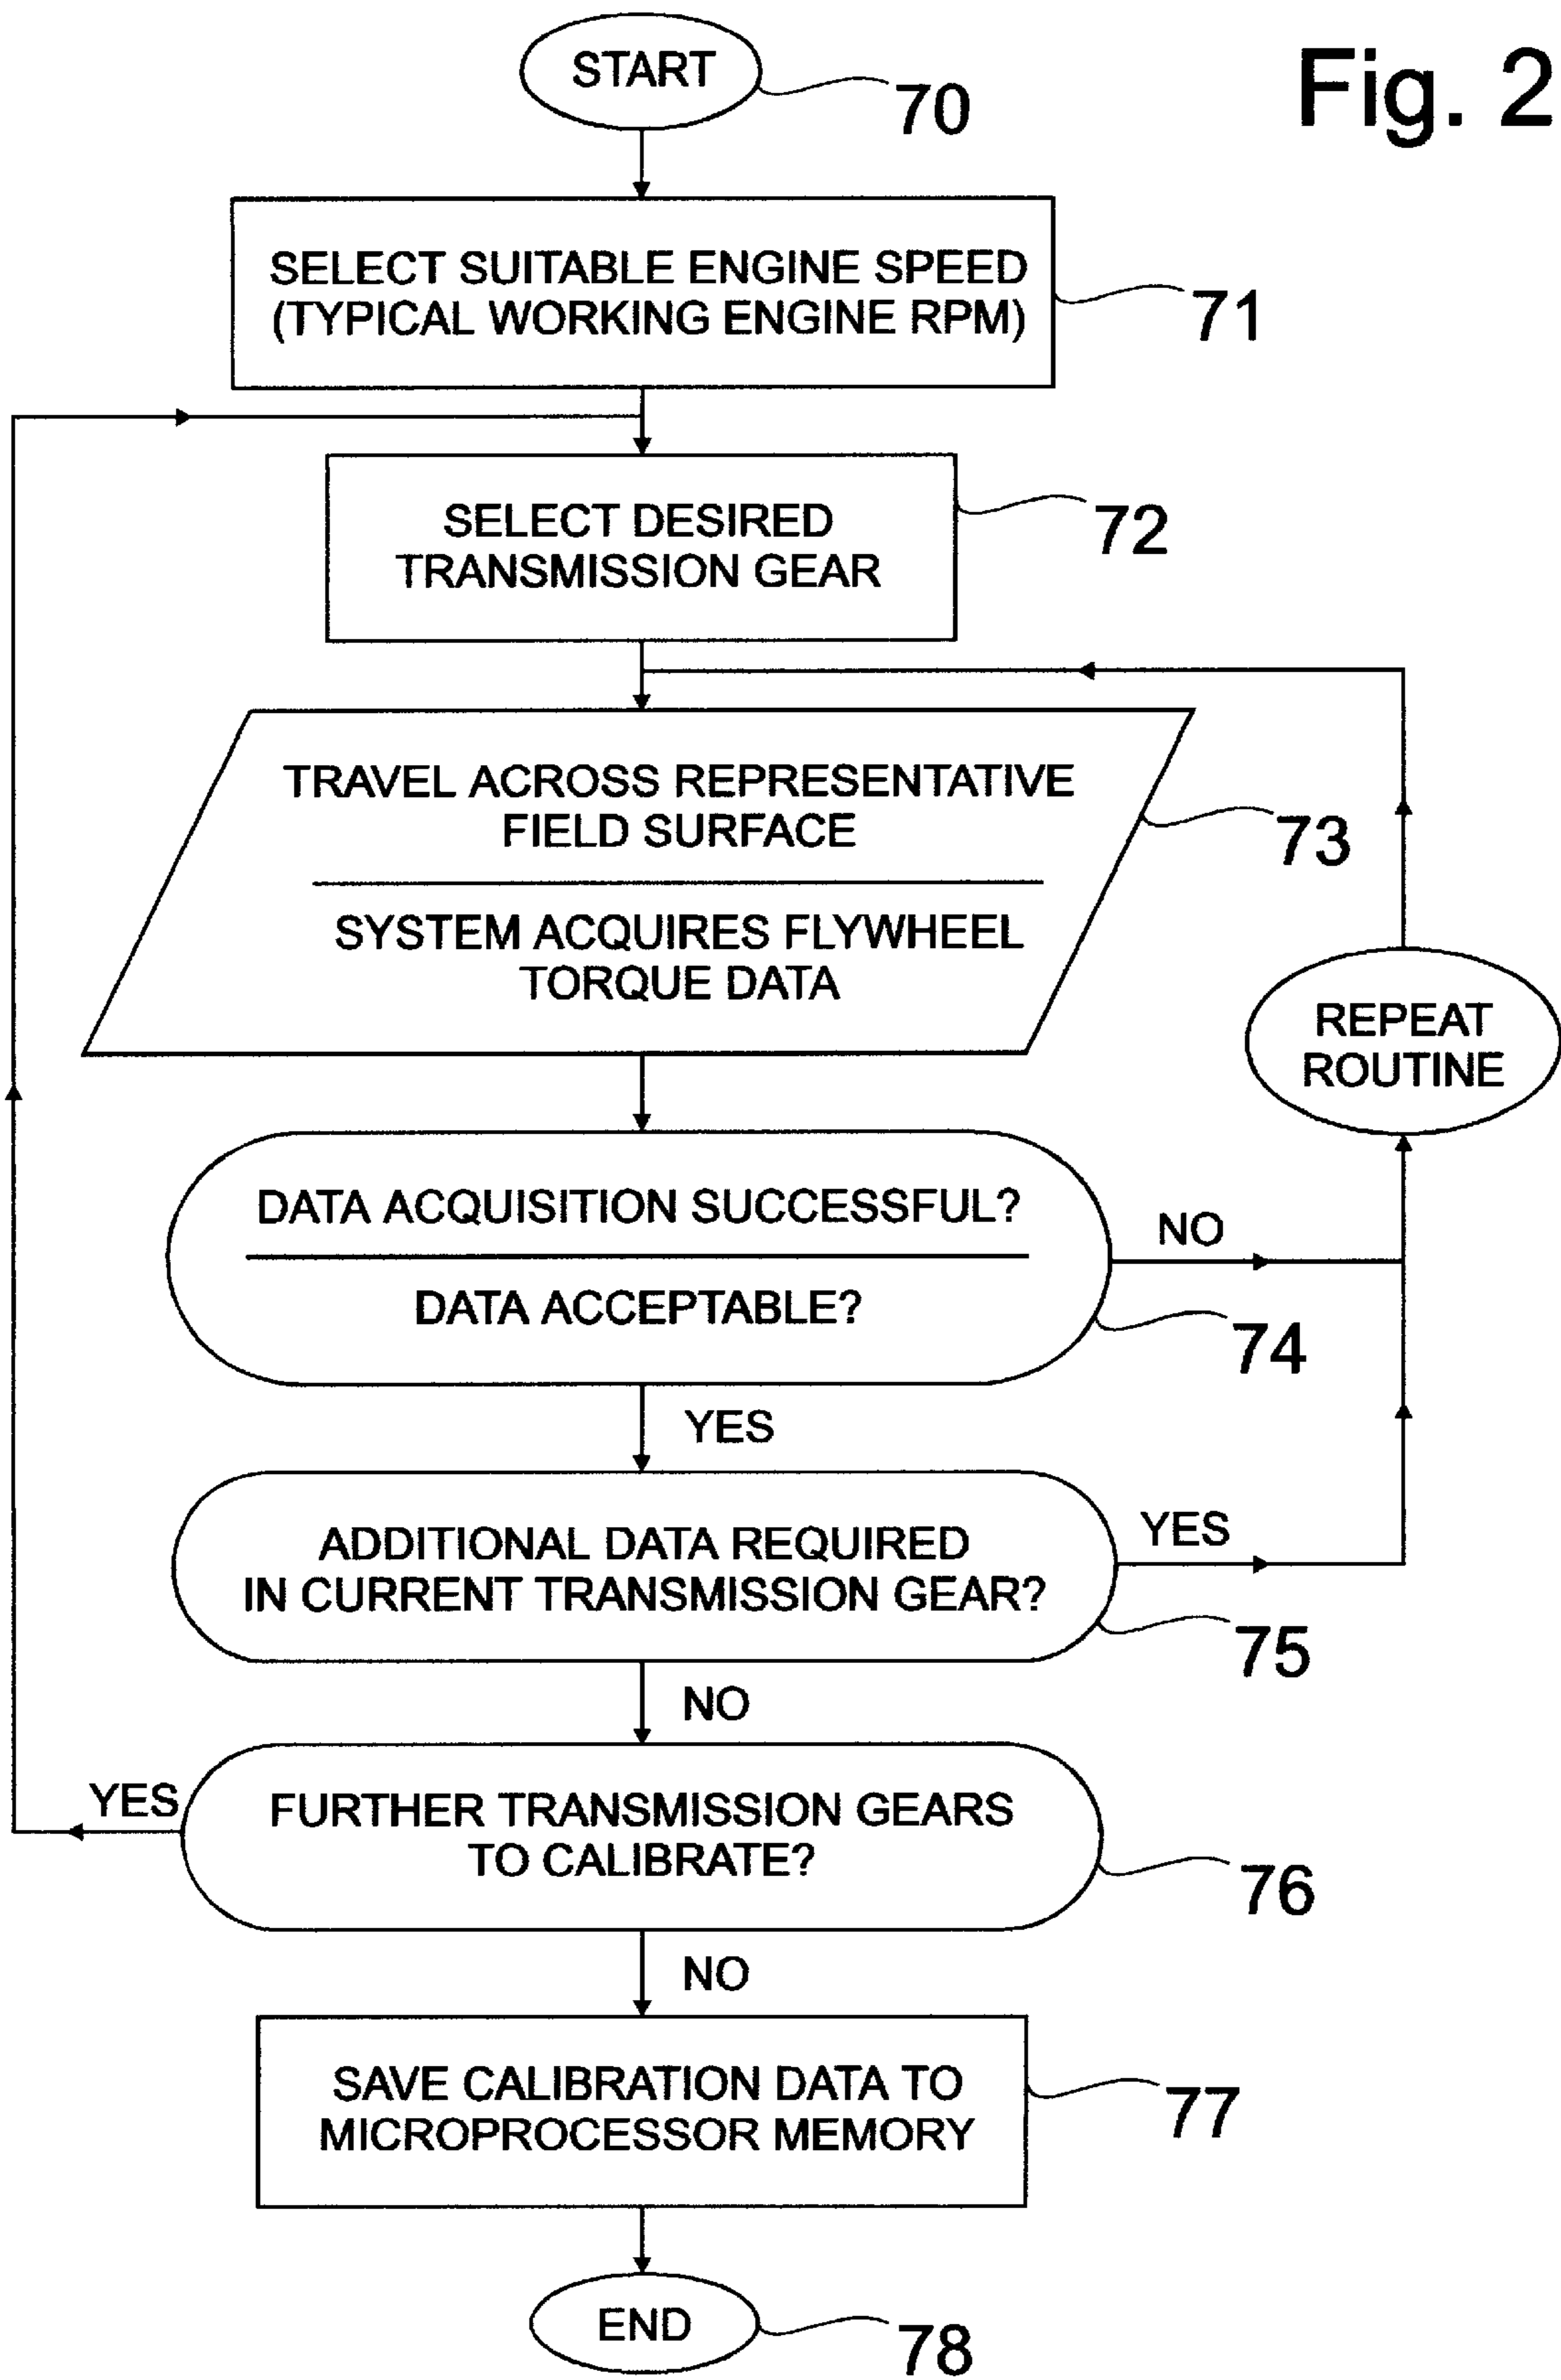 Fig. 2
START
70
SELECT SUITABLE ENGINE SPEED
(TYPICAL WORKING ENGINE RPM)
71
SELECT DESIRED
TRANSMISSION GEAR
72
TRAVEL ACROSS REPRESENTATIVE
FIELD SURFACE
73
SYSTEM ACQUIRES FLYWHEEL
TORQUE DATA
REPEAT
ROUTINE
DATA ACQUISITION SUCCESSFUL?
NO
DATA ACCEPTABLE?
74
YES
ADDITIONAL DATA REQUIRED
IN CURRENT TRANSMISSION GEAR?
YES
75
NO
YES
FURTHER TRANSMISSION GEARS
TO CALIBRATE?
76
NO
SAVE CALIBRATION DATA TO
MICROPROCESSOR MEMORY
77
END
78